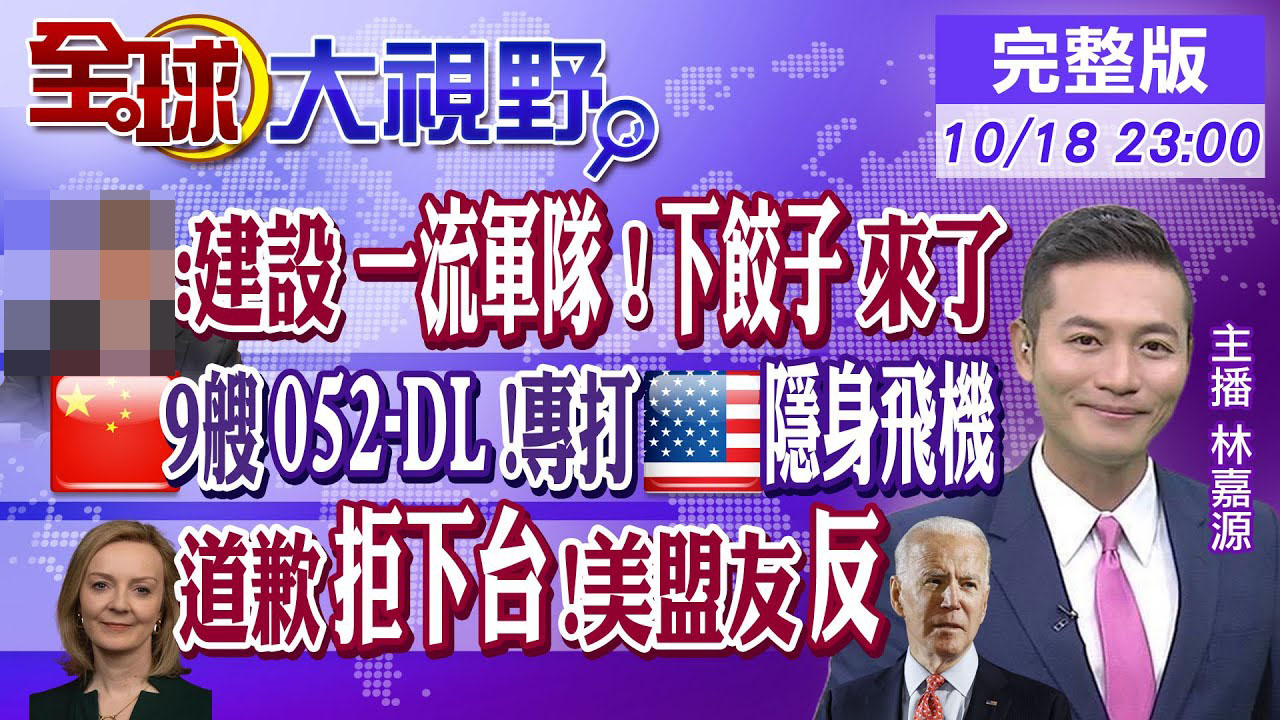 全球大視野
完整版
10/18 23:00
:建設 一流軍隊！下餃子 來了
9艘 052-DL！專打 隱身飛機
道歉 拒下台！美盟友反
主播 林嘉源